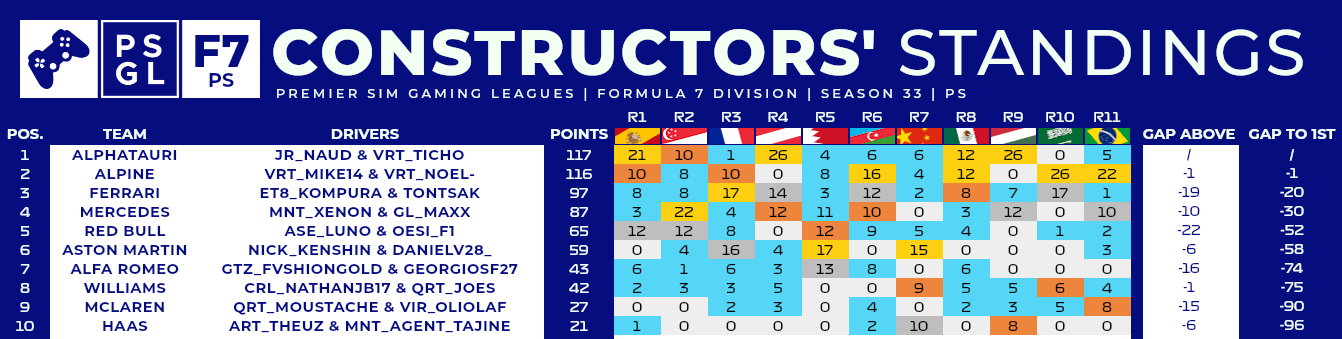 PS GL
F7 PS
CONSTRUCTORS' STANDINGS
PREMIER SIM GAMING LEAGUES | FORMULA 7 DIVISION | SEASON 33 | PS
R1 R2 R3 R4 R5 R6 R7 R8 R9 R10 R11
POS. TEAM DRIVERS POINTS GAP ABOVE GAP TO 1ST
1 ALPHATAURI JR_NAUD & VRT_TICHO 117 21 10 1 26 4 6 6 12 26 0 5 / /
2 ALPINE VRT_MIKE14 & VRT_NOEL- 116 10 8 10 0 8 16 4 12 0 26 22 -1 -1
3 FERRARI ET8_KOMPURA & TONTSAK 97 8 8 17 14 3 12 2 8 7 17 1 -19 -20
4 MERCEDES MNT_XENON & GL_MAXX 87 3 22 4 12 11 10 0 3 12 0 10 -10 -30
5 RED BULL ASE_LUNO & OESI_F1 65 12 12 8 0 12 9 5 4 0 1 2 -22 -52
6 ASTON MARTIN NICK_KENSHIN & DANIELV28_ 59 0 4 16 4 17 0 15 0 0 0 3 -6 -58
7 ALFA ROMEO GTZ_FVSHIONGOLD & GEORGIOSF27 43 6 1 6 3 13 8 0 6 0 0 0 -16 -74
8 WILLIAMS CRL_NATHANJB17 & QRT_JOES 42 2 3 3 5 0 0 9 5 5 6 4 -1 -75
9 MCLAREN QRT_MOUSTACHE & VIR_OLIOLAF 27 0 0 2 3 0 4 0 2 3 5 8 -15 -90
10 HAAS ART_THEUZ & MNT_AGENT_TAJINE 21 1 0 0 0 0 2 10 0 8 0 0 -6 -96